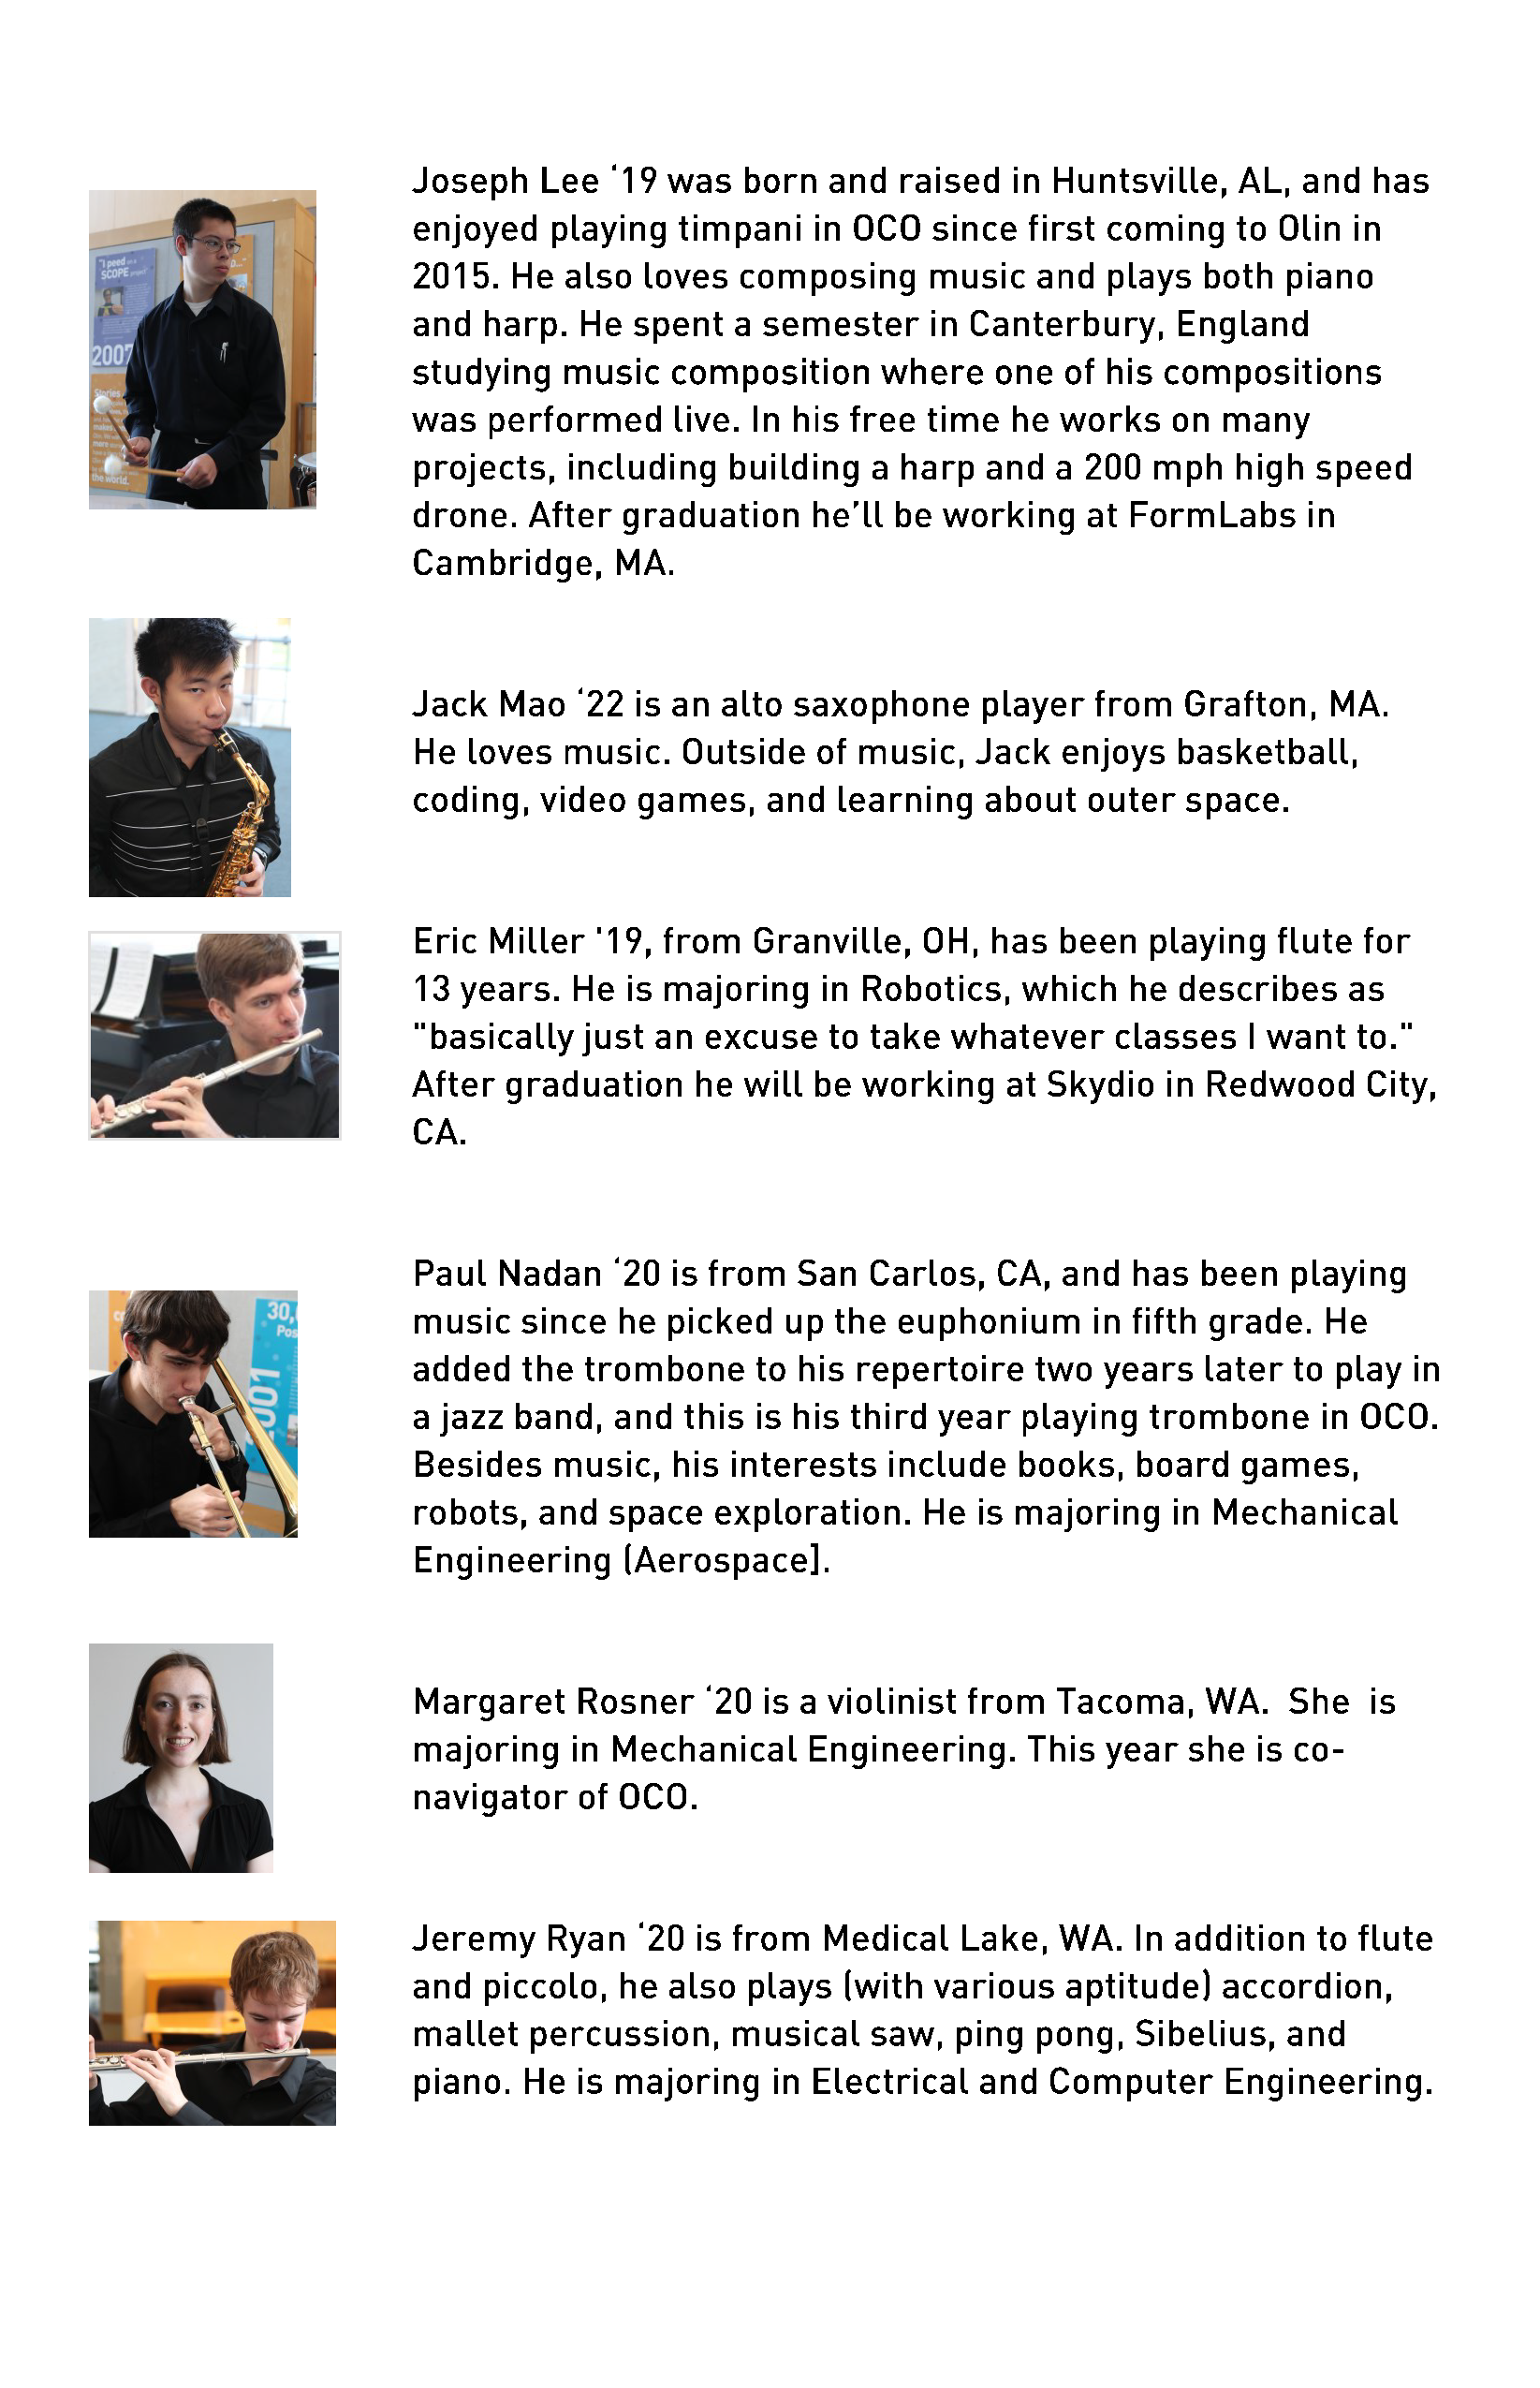 Joseph Lee ‘19 was born and raised in Huntsville, AL, and has
enjoyed playing timpani in OCO since first coming to Olin in
2015. He also loves composing music and plays both piano
and harp. He spent a semester in Canterbury, England
studying music composition where one of his compositions
was performed live. In his free time he works on many
projects, including building a harp and a 200 mph high speed
drone. After graduation he’ll be working at FormLabs in
Cambridge, MA.
"I peed on a
SCOPE project"
2007
Stories
makes
more
the world.
Jack Mao ‘22 is an alto saxophone player from Grafton, MA.
He loves music. Outside of music, Jack enjoys basketball,
coding, video games, and learning about outer space.
Eric Miller '19, from Granville, OH, has been playing flute for
13 years. He is majoring in Robotics, which he describes as
"basically just an excuse to take whatever classes I want to."
After graduation he will be working at Skydio in Redwood City,
CA.
Paul Nadan ‘20 is from San Carlos, CA, and has been playing
music since he picked up the euphonium in fifth grade. He
added the trombone to his repertoire two years later to play in
a jazz band, and this is his third year playing trombone in OCO.
Besides music, his interests include books, board games,
robots, and space exploration. He is majoring in Mechanical
Engineering (Aerospace].
30,
Pos
2001
Margaret Rosner ‘20 is a violinist from Tacoma, WA.  She  is
majoring in Mechanical Engineering. This year she is co-
navigator of OCO.
Jeremy Ryan ‘20 is from Medical Lake, WA. In addition to flute
and piccolo, he also plays (with various aptitude) accordion,
mallet percussion, musical saw, ping pong, Sibelius, and
piano. He is majoring in Electrical and Computer Engineering.